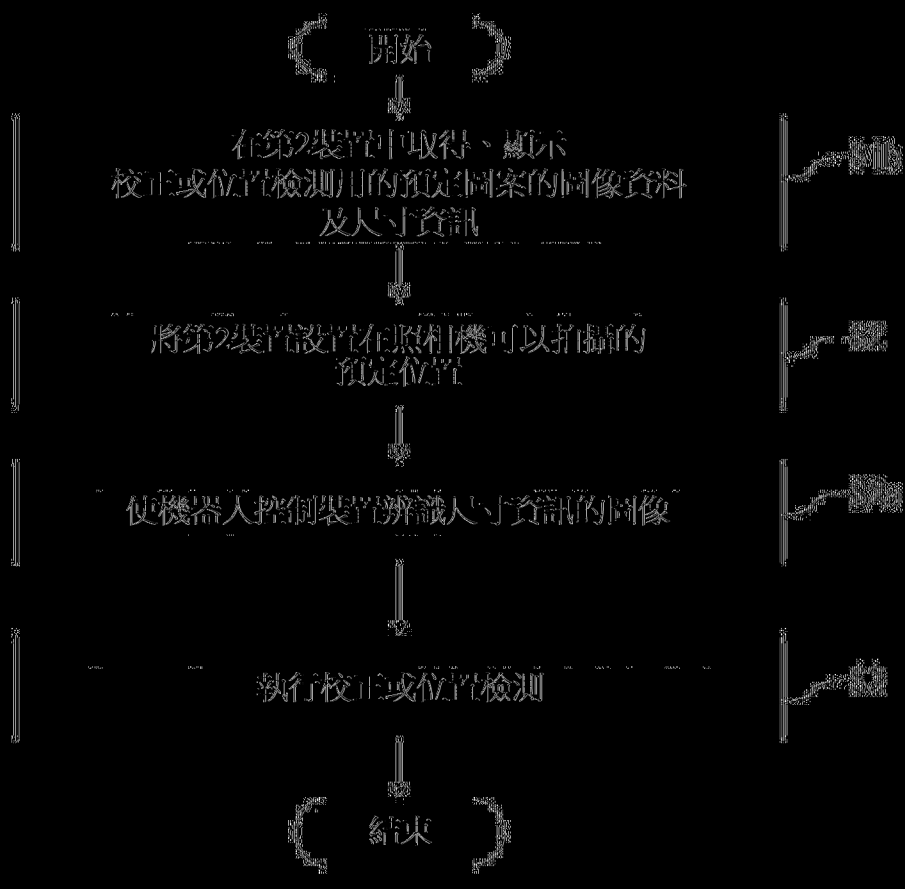 開始
在第2裝置中取得、顯示
校正或位置檢測用的預定圖案的圖像資料
及尺寸資訊
將第2裝置設置在照相機可以拍攝的
預定位置
使機器人控制裝置辨識尺寸資訊的圖像
執行校正或位置檢測
結束